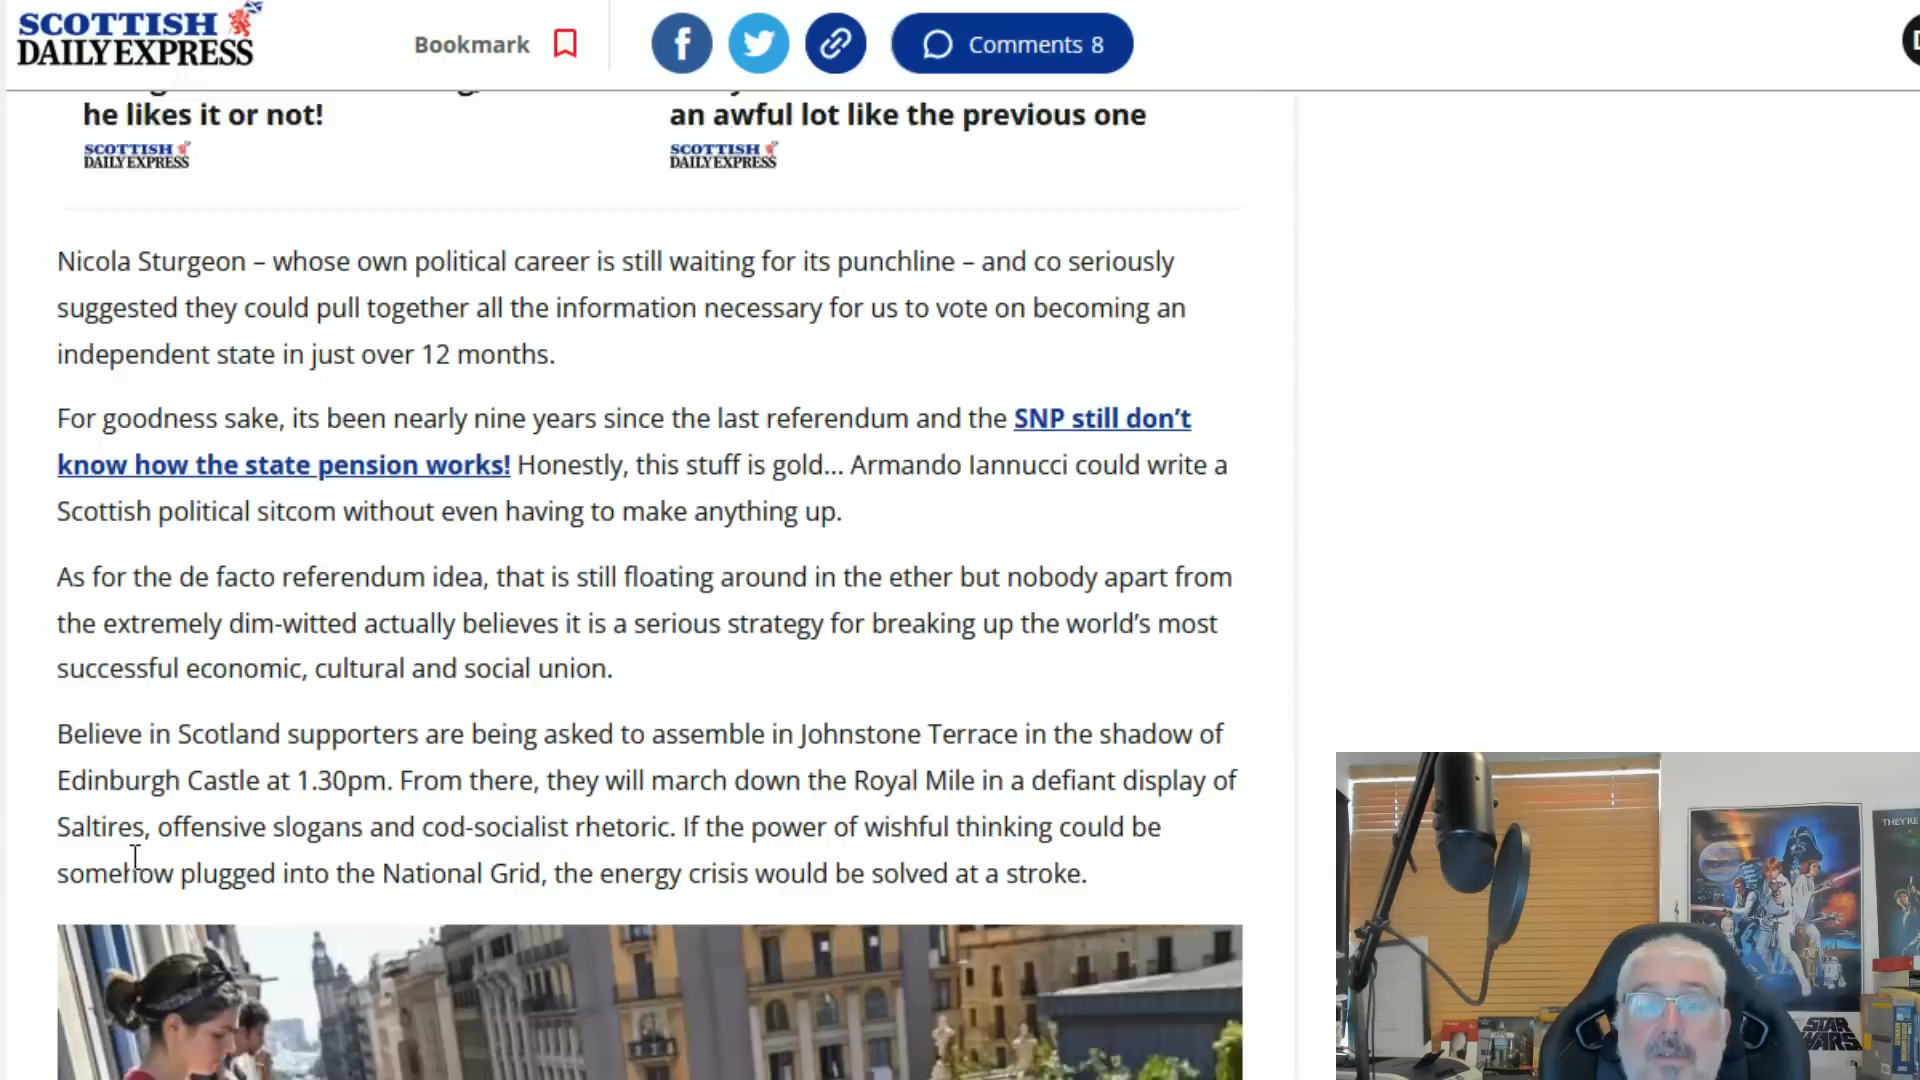 SCOTTISH
DAILY EXPRESS
Bookmark
Comments 8
he likes it or not!
SCOTTISH
DAILY EXPRESS
an awful lot like the previous one
SCOTTISH
DAILY EXPRESS
Nicola Sturgeon – whose own political career is still waiting for its punchline – and co seriously
suggested they could pull together all the information necessary for us to vote on becoming an
independent state in just over 12 months.
For goodness sake, its been nearly nine years since the last referendum and the SNP still don’t
know how the state pension works! Honestly, this stuff is gold... Armando Iannucci could write a
Scottish political sitcom without even having to make anything up.
As for the de facto referendum idea, that is still floating around in the ether but nobody apart from
the extremely dim-witted actually believes it is a serious strategy for breaking up the world’s most
successful economic, cultural and social union.
Believe in Scotland supporters are being asked to assemble in Johnstone Terrace in the shadow of
Edinburgh Castle at 1.30pm. From there, they will march down the Royal Mile in a defiant display of
Saltires, offensive slogans and cod-socialist rhetoric. If the power of wishful thinking could be
somehow plugged into the National Grid, the energy crisis would be solved at a stroke.
THEY'RE
STAR
WARS